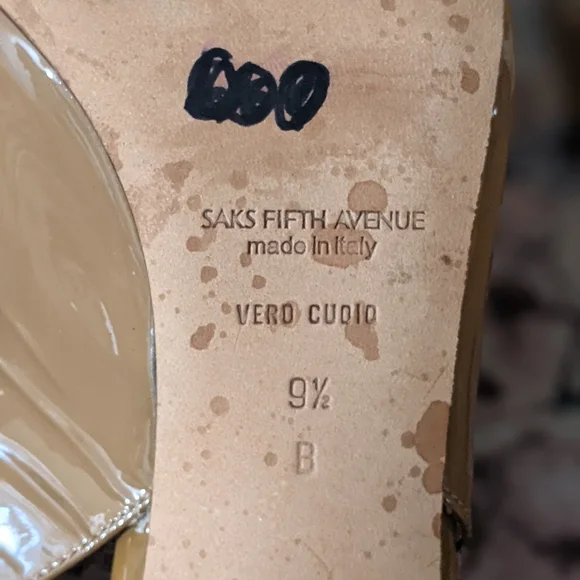 SAKS FIFTH AVENUE
made in Italy
VERO CUOIO
9½
B